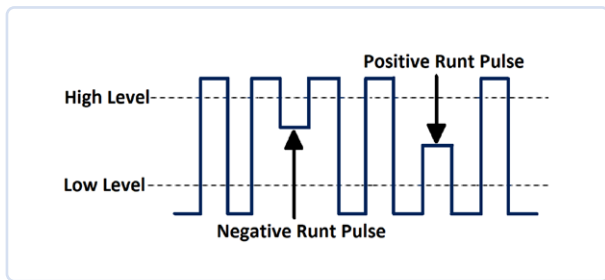 Positive Runt Pulse
High Level
Low Level
Negative Runt Pulse